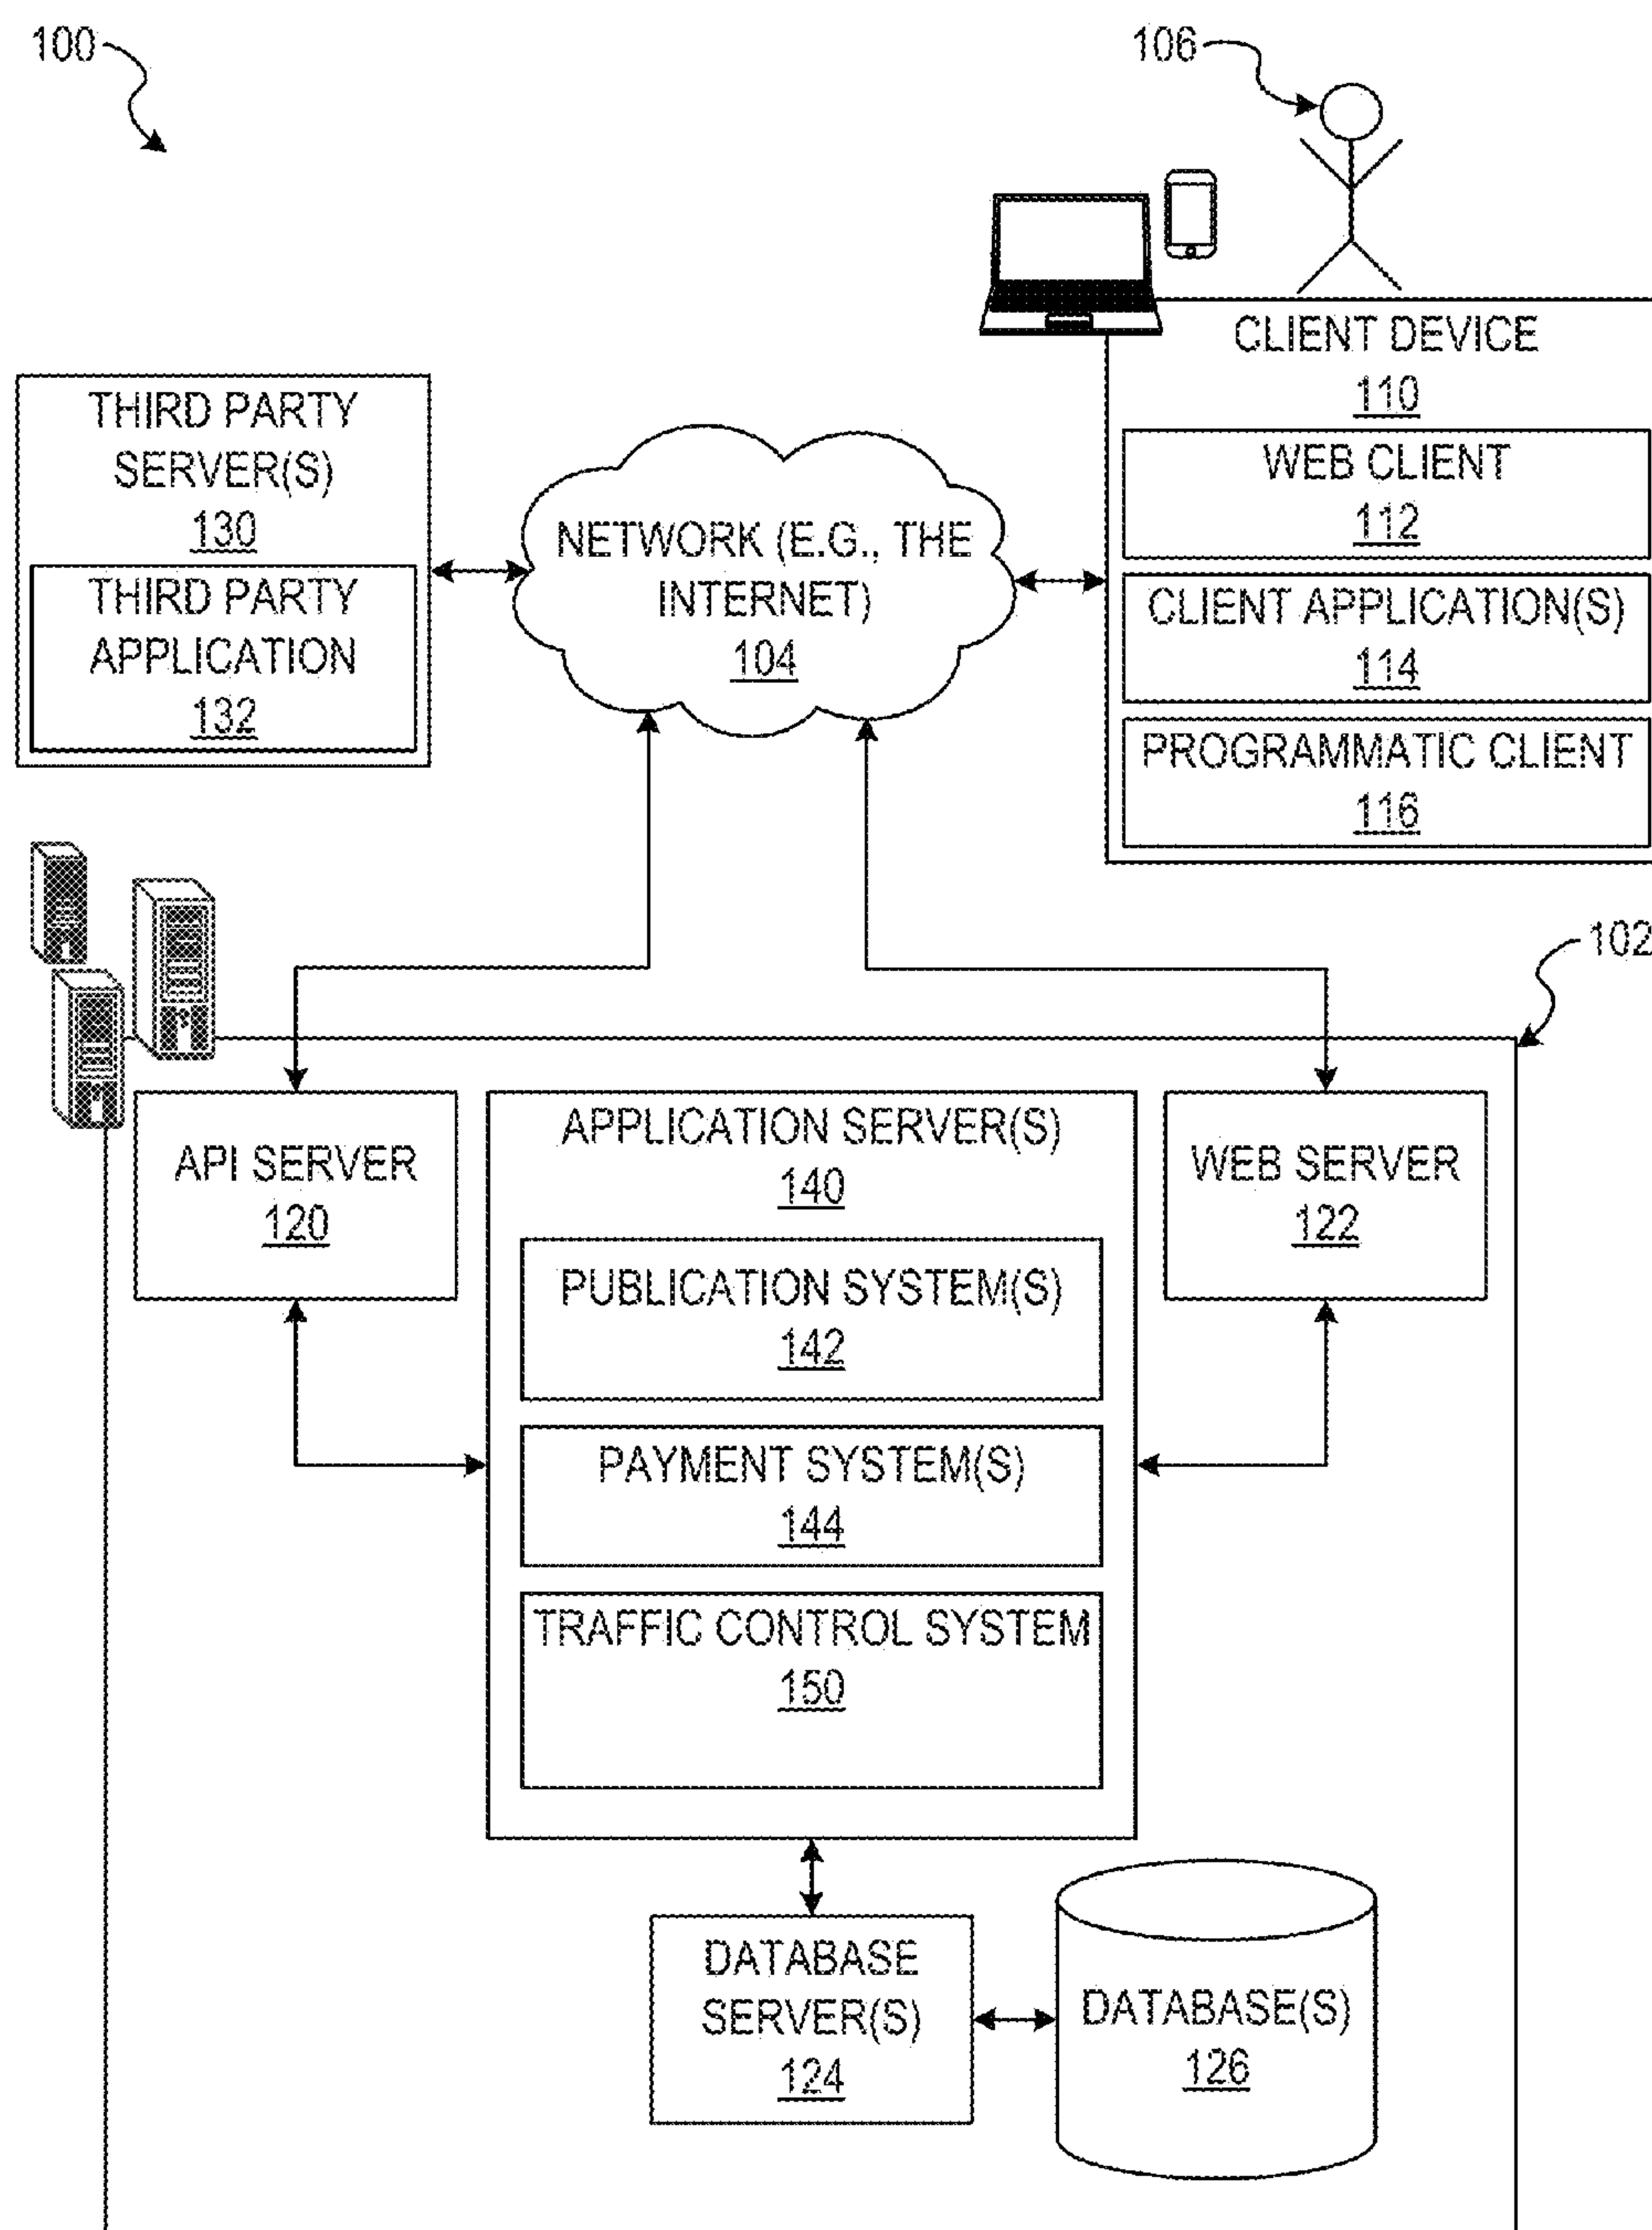 100
106
CLIENT DEVICE
110
WEB CLIENT
112
CLIENT APPLICATION(S)
114
PROGRAMMATIC CLIENT
116
THIRD PARTY
SERVER(S)
130
THIRD PARTY
APPLICATION
132
NETWORK (E.G., THE
INTERNET)
104
102
API SERVER
120
APPLICATION SERVER(S)
140
PUBLICATION SYSTEM(S)
142
PAYMENT SYSTEM(S)
144
TRAFFIC CONTROL SYSTEM
150
WEB SERVER
122
DATABASE
SERVER(S)
124
DATABASE(S)
126